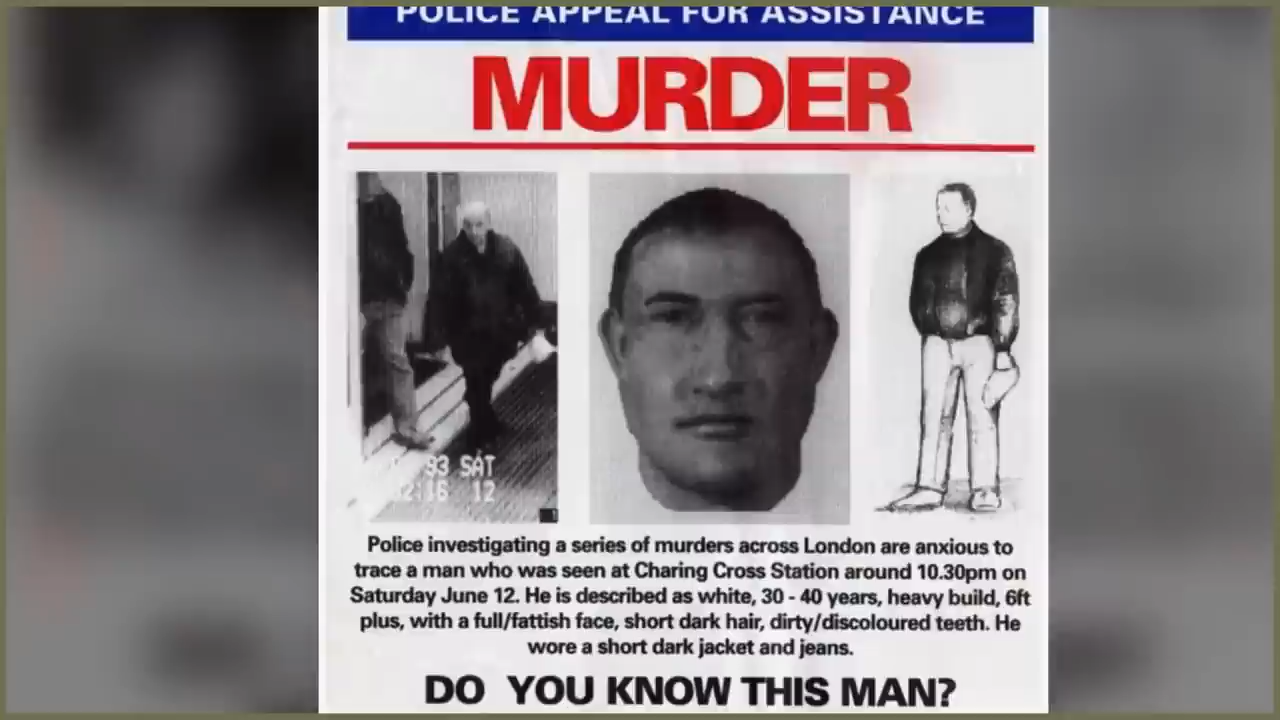 POLICE APPEAL FOR ASSISTANCE
MURDER
93 SAT
2:16 12
Police investigating a series of murders across London are anxious to
trace a man who was seen at Charing Cross Station around 10.30pm on
Saturday June 12. He is described as white, 30 - 40 years, heavy build, 6ft
plus, with a full/fattish face, short dark hair, dirty/discoloured teeth. He
wore a short dark jacket and jeans.
DO YOU KNOW THIS MAN?